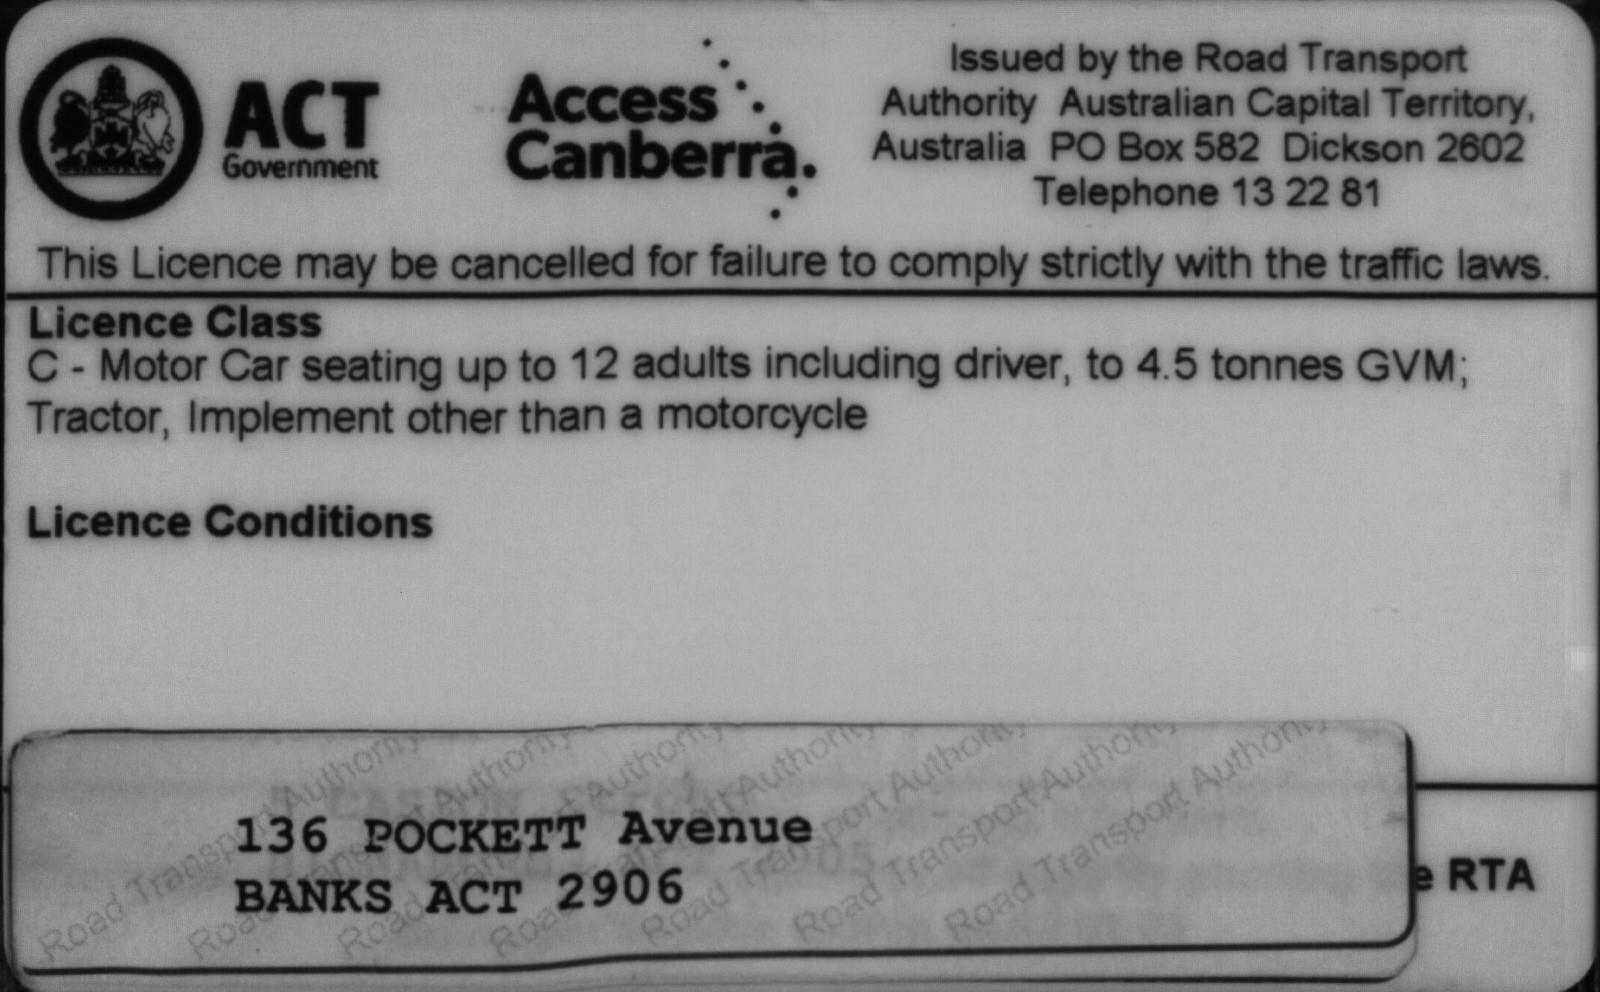 ACT
Government
Access
Canberra.
Issued by the Road Transport
Authority Australian Capital Territory,
Australia PO Box 582 Dickson 2602
Telephone 13 22 81
This Licence may be cancelled for failure to comply strictly with the traffic laws.
Licence Class
C - Motor Car seating up to 12 adults including driver, to 4.5 tonnes GVM;
Tractor, Implement other than a motorcycle
Licence Conditions
Road Transport Authority Road Transport Authority Road Transport Authority Road Transport Authority Road Transport Authority Road Transport Authority Road Transport Authority
136 POCKETT Avenue
BANKS ACT 2906
RTA